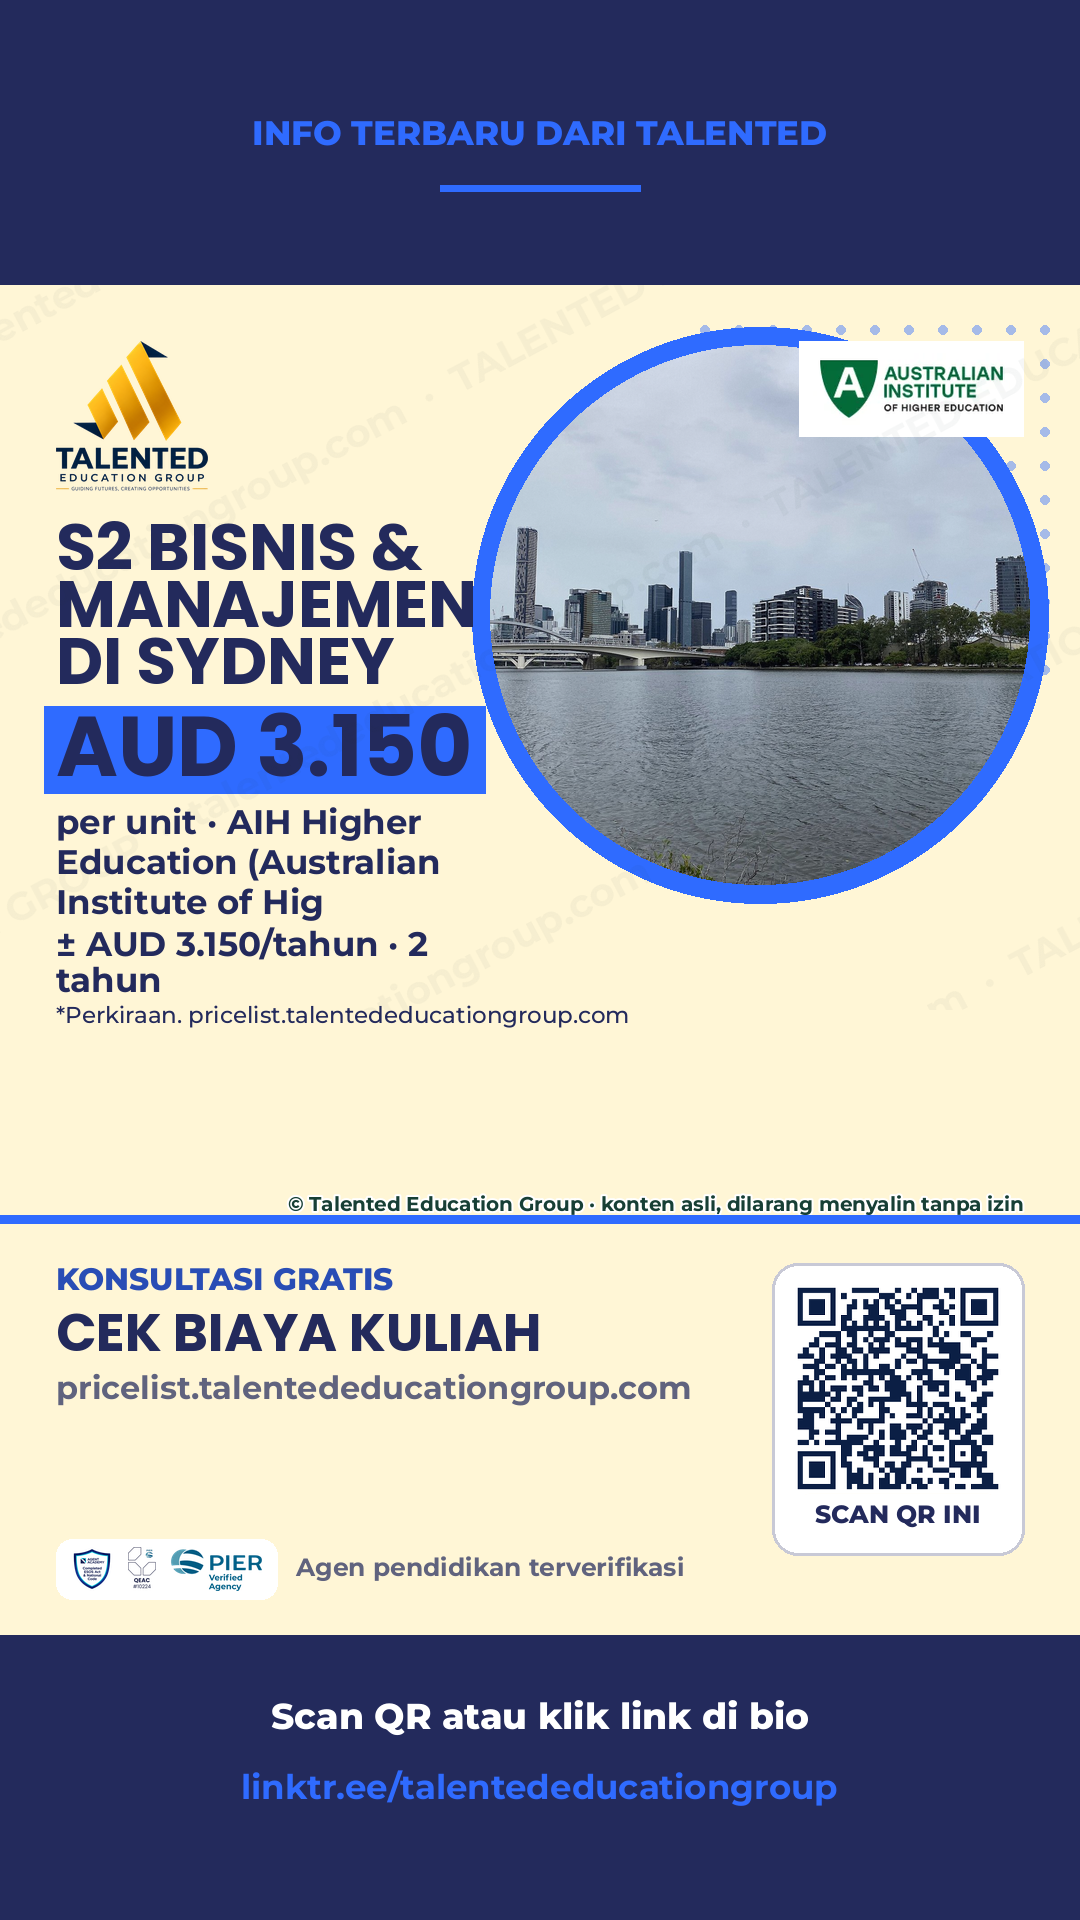 INFO TERBARU DARI TALENTED
TALENTED
EDUCATION GROUP
GUIDING FUTURES, CREATING OPPORTUNITIES
AUSTRALIAN
INSTITUTE
OF HIGHER EDUCATION
S2 BISNIS &
MANAJEMEN
DI SYDNEY
AUD 3.150
per unit · AIH Higher
Education (Australian
Institute of Hig
± AUD 3.150/tahun · 2
tahun
*Perkiraan. pricelist.talentededucationgroup.com
© Talented Education Group · konten asli, dilarang menyalin tanpa izin
KONSULTASI GRATIS
CEK BIAYA KULIAH
pricelist.talentededucationgroup.com
SCAN QR INI
QEAC
#10224
PIER
Verified
Agency
Agen pendidikan terverifikasi
Scan QR atau klik link di bio
linktr.ee/talentededucationgroup